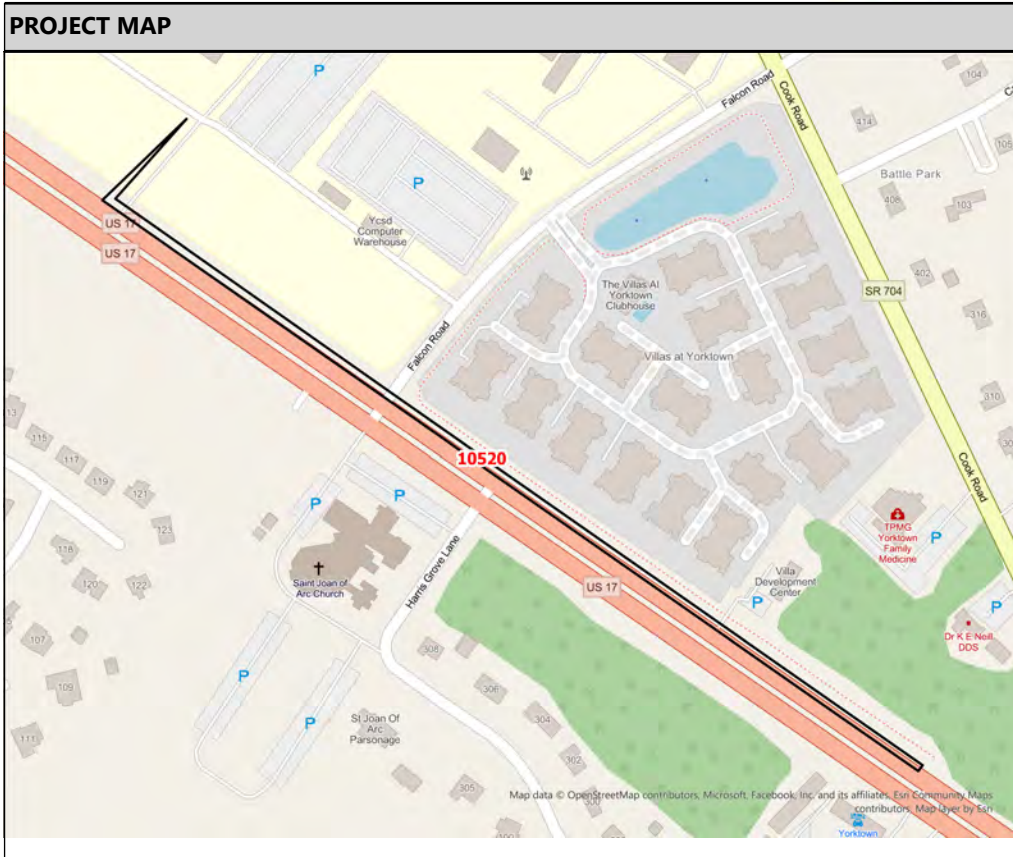 PROJECT MAP
P
Falcon Road
Cook Road
104
414
105
P
Battle Park
408
103
US 17
US 17
Ycsd
Computer
Warehouse
402
SR 704
316
The Villas At
Yorktown
Clubhouse
Falcon Road
Villas at Yorktown
310
115
117
119
121
123
10520
P
P
Cook Road
TPMG
Yorktown
Family
Medicine
P
118
120
122
Saint Joan of
Arc Church
Harris Grove Lane
US 17
Villa
Development
Center
P
P
Dr K E Neill
DDS
107
109
111
308
306
304
302
300
P
P
St Joan Of
Arc
Parsonage
305
Map data © OpenStreetMap contributors, Microsoft, Facebook, Inc. and its affiliates, Esri Community Maps
contributors, Map layer by Esri
Yorktown